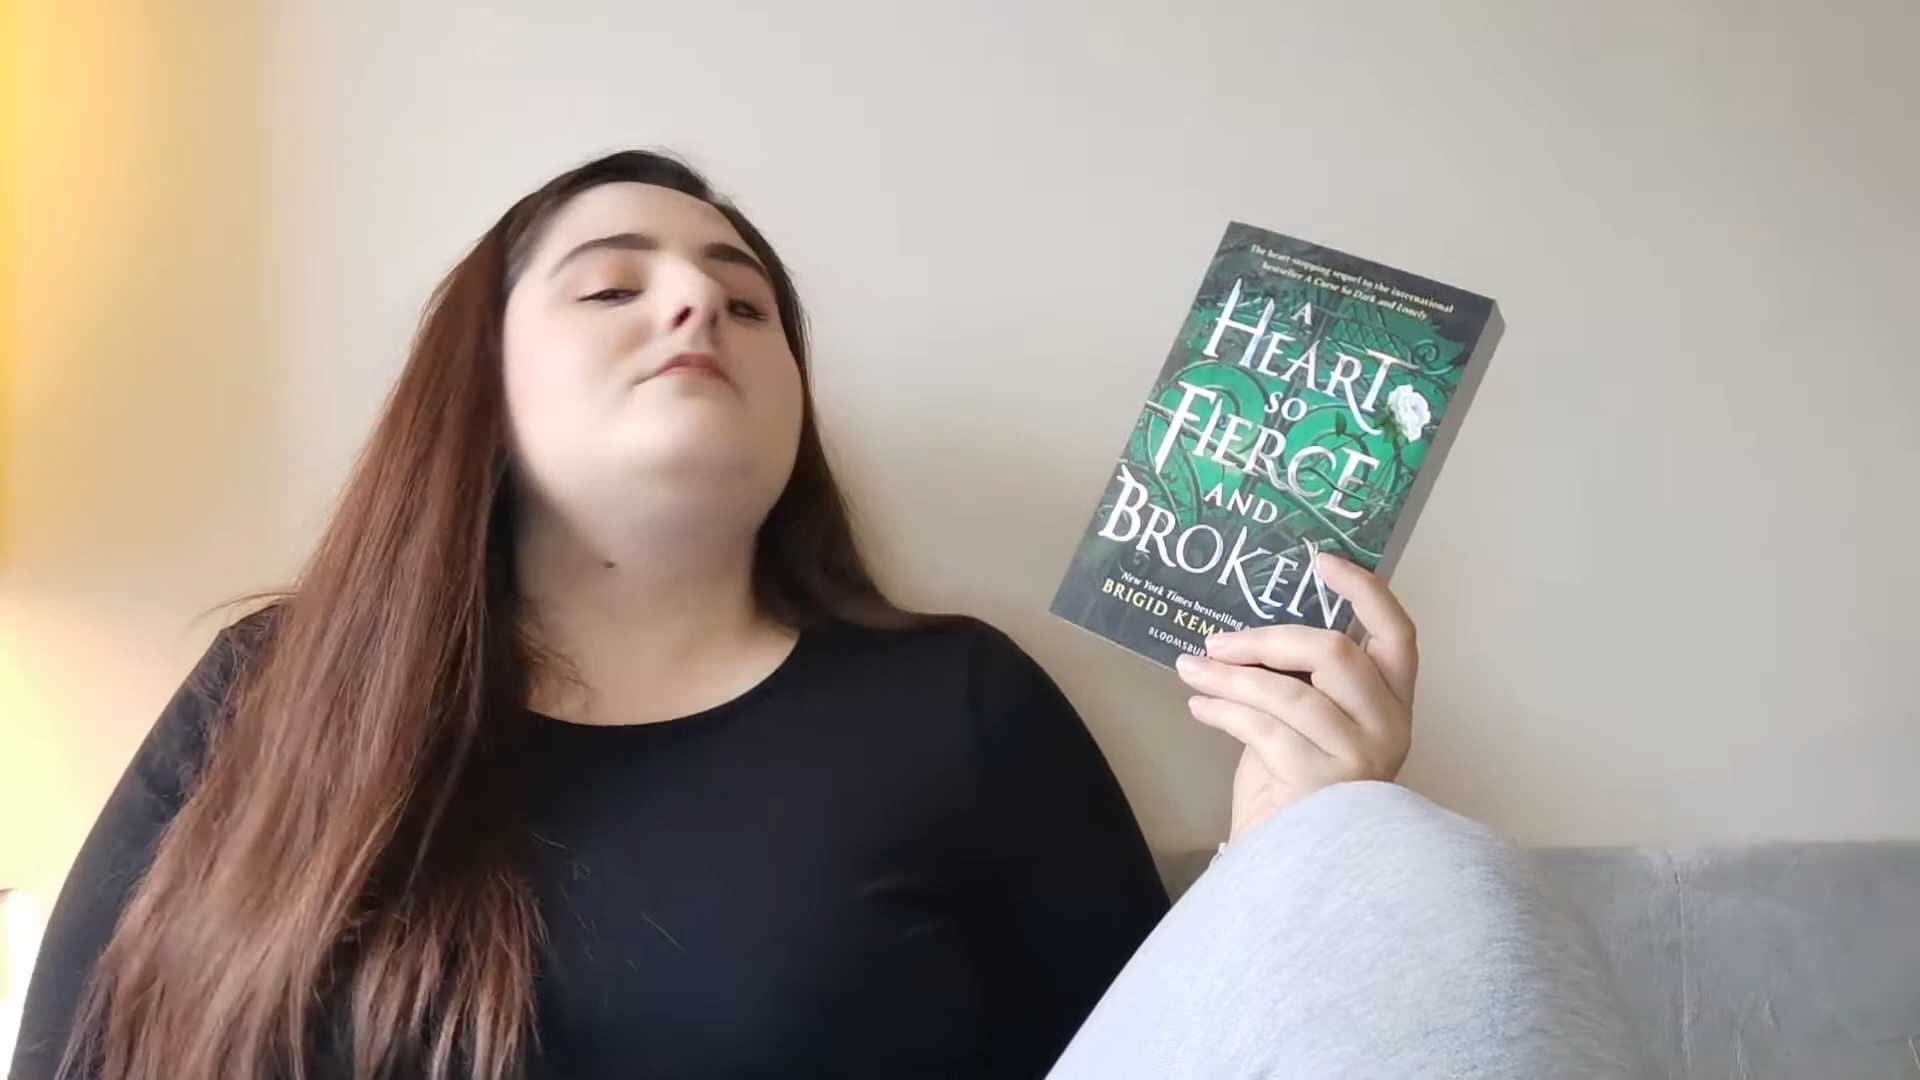 The heart-stopping sequel to the international
bestseller A Curse So Dark and Lonely
A
HEART
SO
FIERCE
AND
BROKEN
New York Times bestselling
BRIGID